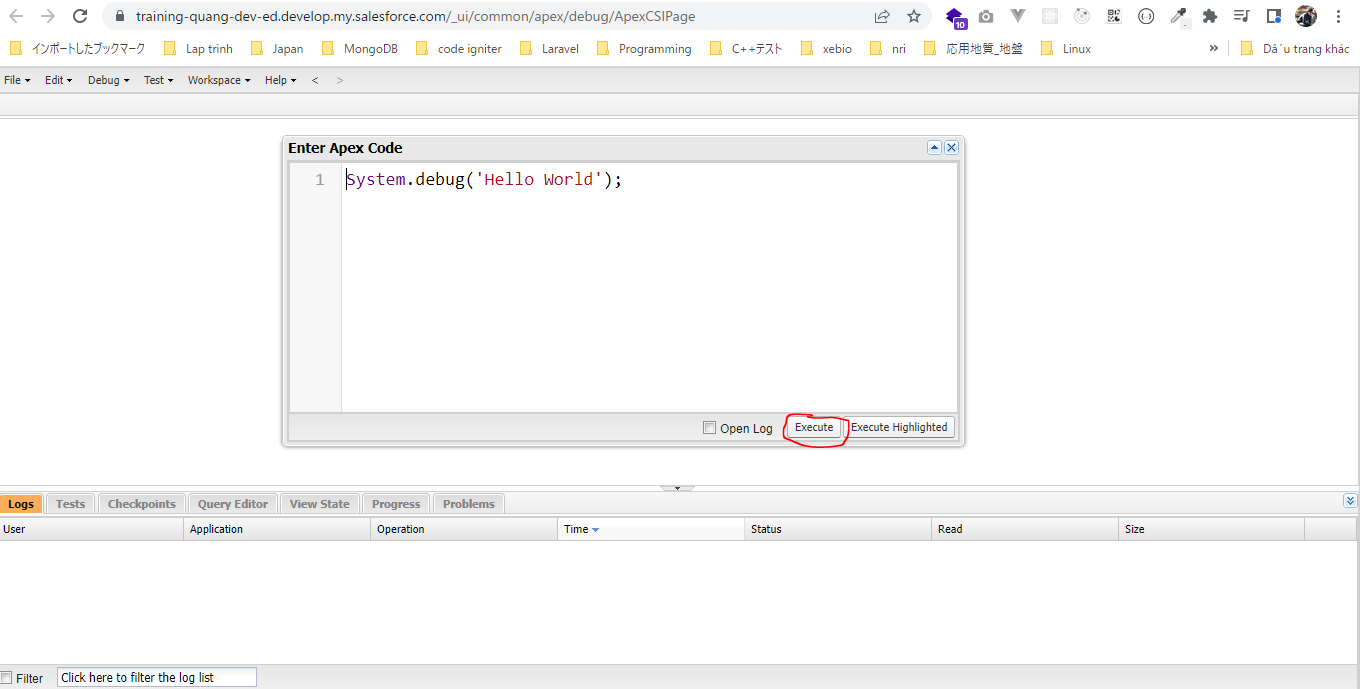 training-quang-dev-ed.develop.my.salesforce.com/_ui/common/apex/debug/ApexCSIPage
10
インポートしたブックマーク Lap trinh Japan MongoDB code igniter Laravel Programming C++テスト xebio nri 応用地質_地盤 Linux » Dấu trang khác
File Edit Debug Test Workspace Help < >
Enter Apex Code
1 System.debug('Hello World');
Open Log Execute Execute Highlighted
Logs Tests Checkpoints Query Editor View State Progress Problems
User Application Operation Time Status Read Size
Filter Click here to filter the log list